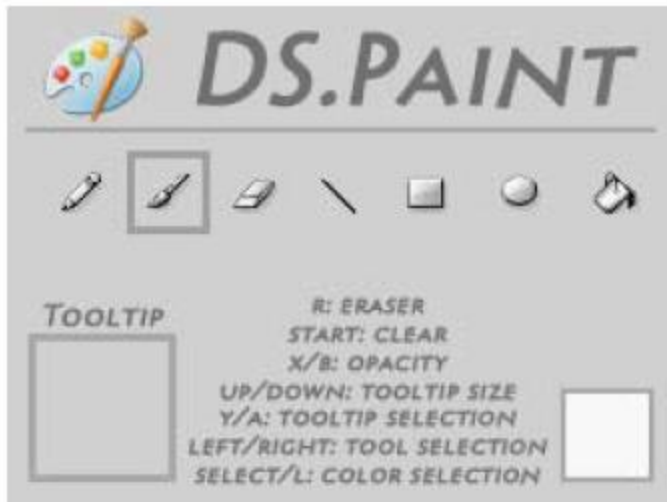 DS.PAINT
TOOLTIP
R: ERASER
START: CLEAR
X/B: OPACITY
UP/DOWN: TOOLTIP SIZE
Y/A: TOOLTIP SELECTION
LEFT/RIGHT: TOOL SELECTION
SELECT/L: COLOR SELECTION